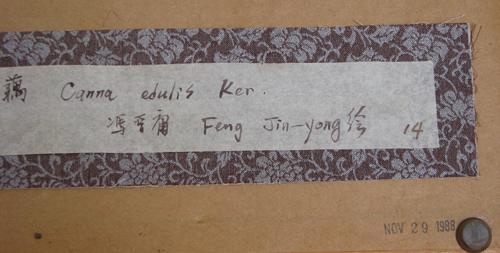 藕 Canna edulis Ker.
冯晋庸 Feng Jin-yong 绘 14
NOV 29 1988